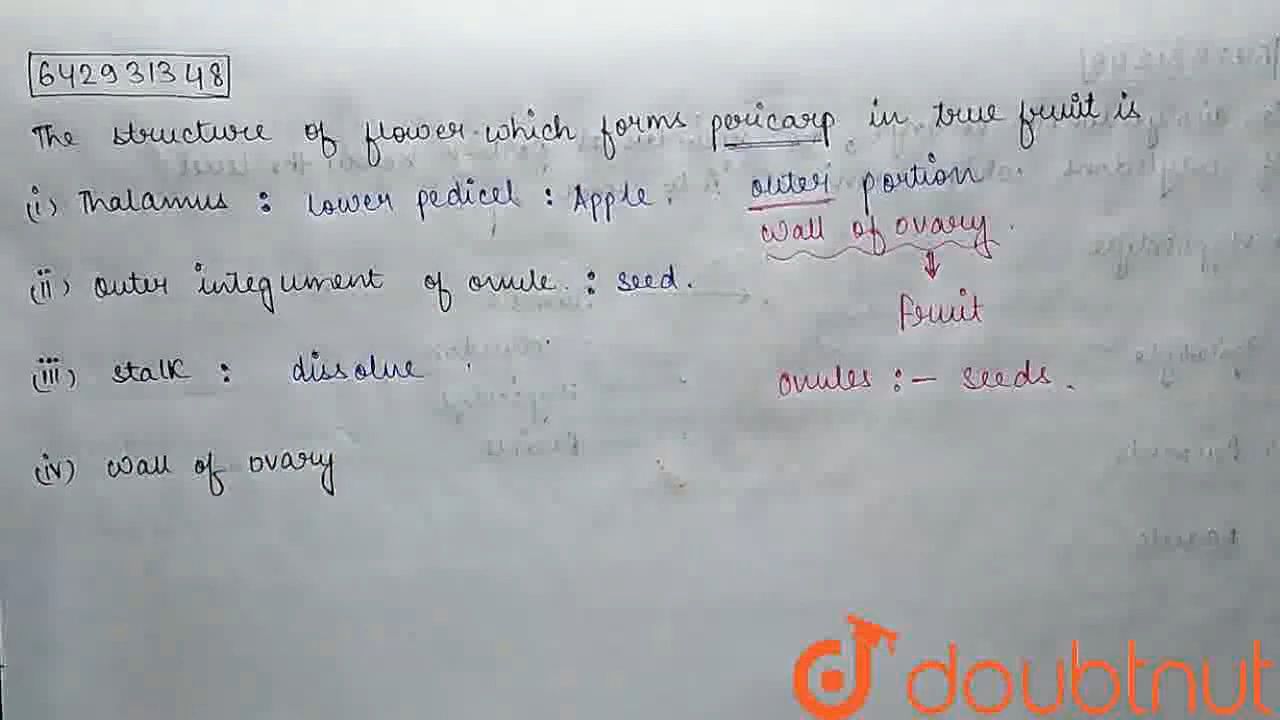 642931348
The structure of flower which forms pericarp in true fruit is
(i) Thalamus : Lower pedicel : Apple. outer portion
wall of ovary.
(ii) outer integument of ovule : seed.
fruit
(iii) stalk : dissolve
ovules :- seeds.
(iv) wall of ovary
doubtnut